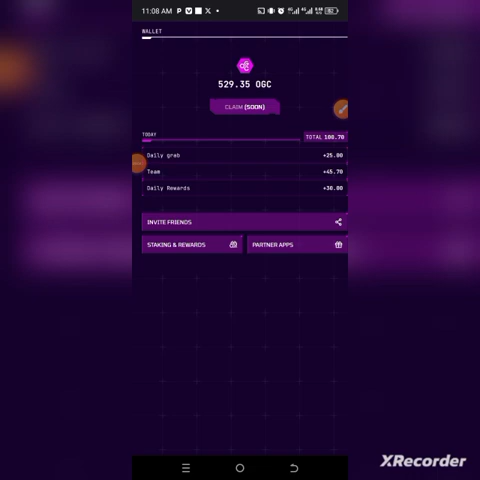 11:08 AM
WALLET
529.35 OGC
CLAIM (SOON)
TODAY
TOTAL 100.70
Daily grab +25.00
Team +45.70
Daily Rewards +30.00
INVITE FRIENDS
STAKING & REWARDS
PARTNER APPS
XRecorder